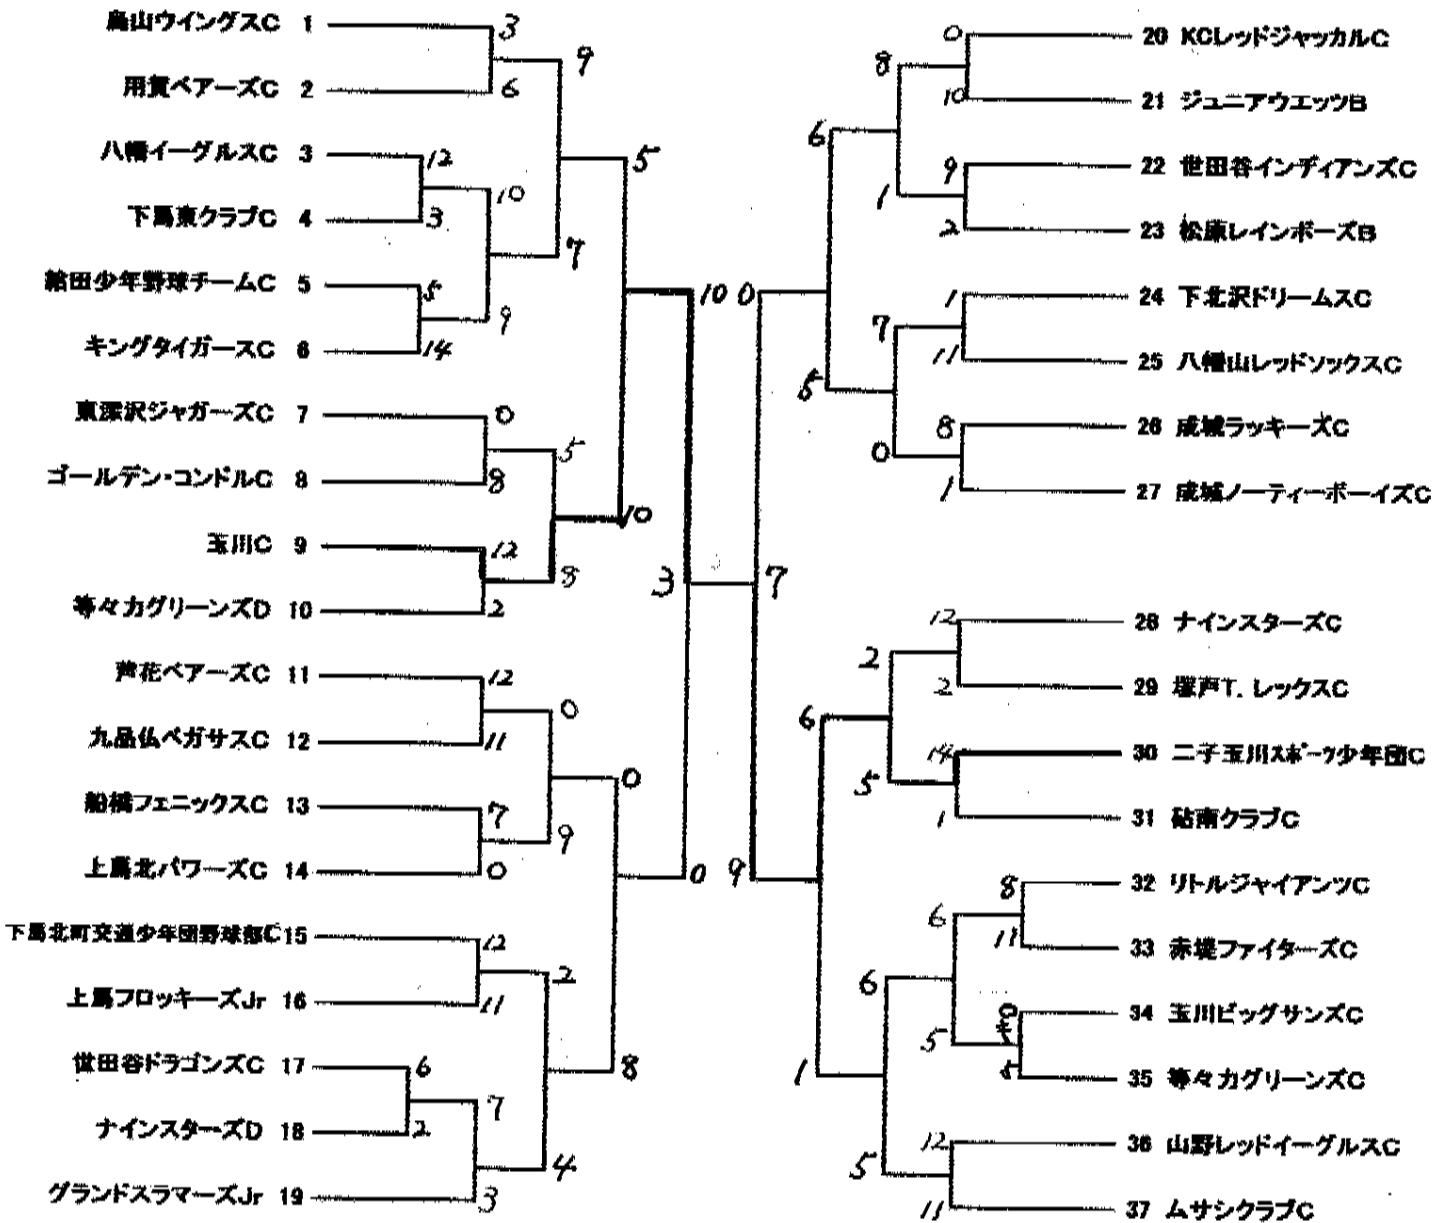 烏山ウイングスC 1
3
用賀ベアーズC 2
6
9
八幡イーグルスC 3
12
下馬東クラブC 4
3
10
給田少年野球チームC 5
5
キングタイガースC 6
14
9
7
5
東深沢ジャガーズC 7
0
ゴールデン・コンドルC 8
8
5
玉川C 9
12
等々力グリーンズD 10
2
8
10
10
芦花ベアーズC 11
12
九品仏ペガサスC 12
11
0
船橋フェニックスC 13
7
上馬北パワーズC 14
0
9
0
下馬北町交通少年団野球部C 15
12
上馬フロッキーズJr 16
11
2
世田谷ドラゴンズC 17
6
ナインスターズD 18
2
7
グランドスラマーズJr 19
3
4
8
0
3
7
0
20 KCレッドジャッカルC
10
21 ジュニアウエッツB
8
9
22 世田谷インディアンズC
2
23 松原レインボーズB
1
6
1
24 下北沢ドリームスC
11
25 八幡山レッドソックスC
7
8
26 成城ラッキーズC
1
27 成城ノーティーボーイズC
0
5
0
12
28 ナインスターズC
2
29 塚戸T.レックスC
2
14
30 二子玉川スポーツ少年団C
1
31 砧南クラブC
5
6
8
32 リトルジャイアンツC
11
33 赤堤ファイターズC
6
34 玉川ビッグサンズC
5
35 等々力グリーンズC
5
6
12
36 山野レッドイーグルスC
11
37 ムサシクラブC
5
1
9